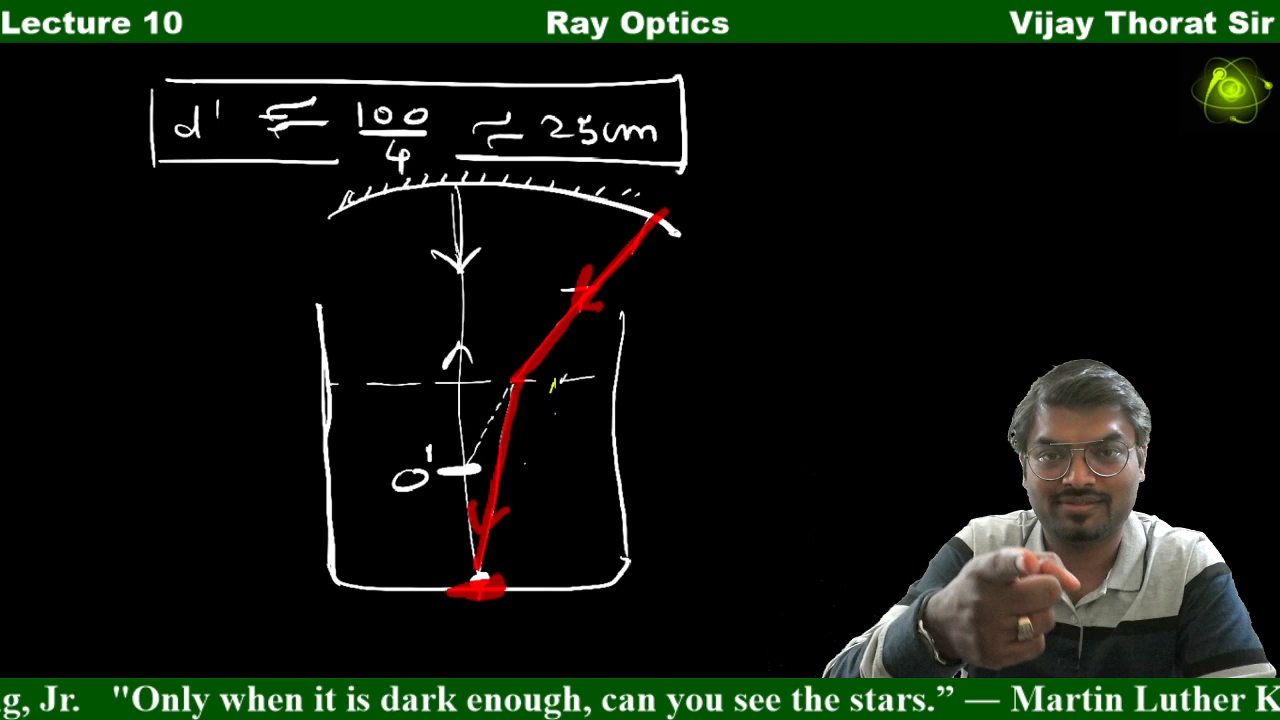 Lecture 10 Ray Optics Vijay Thorat Sir
d' ≈ 100/4 ≈ 25cm
O'
g, Jr. "Only when it is dark enough, can you see the stars.” — Martin Luther K